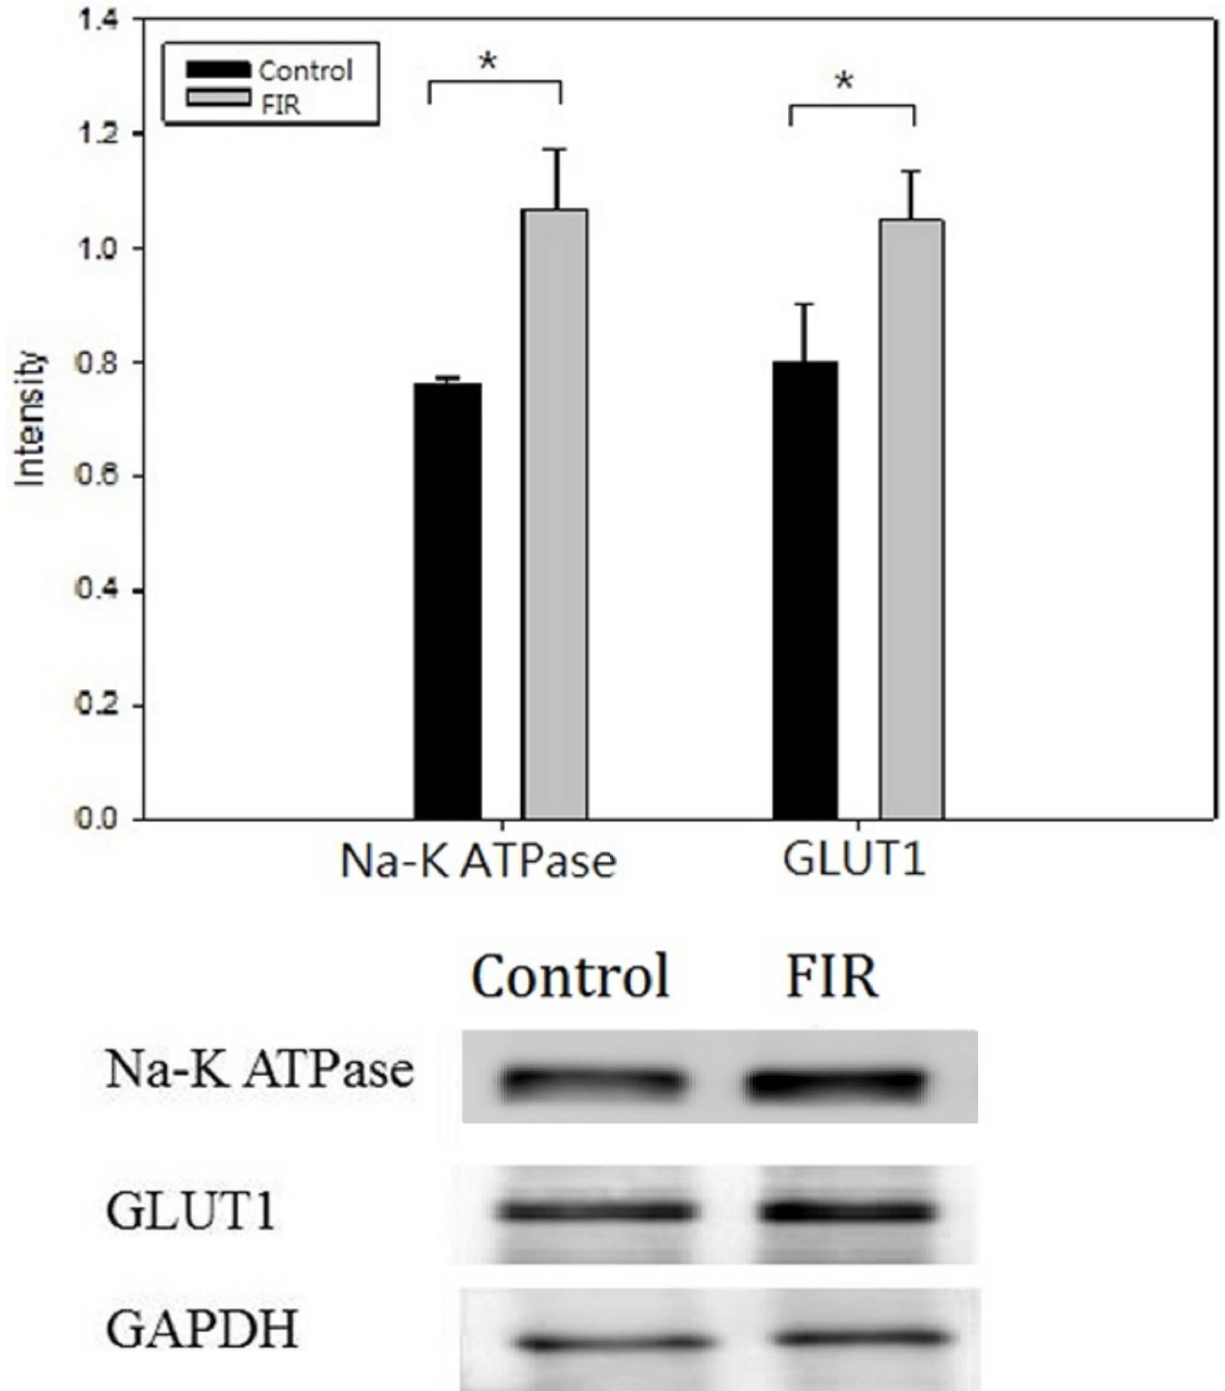 1.4
Control
FIR
*
*
1.2
1.0
0.8
0.6
0.4
0.2
0.0
Intensity
Na-K ATPase
GLUT1
Control FIR
Na-K ATPase
GLUT1
GAPDH